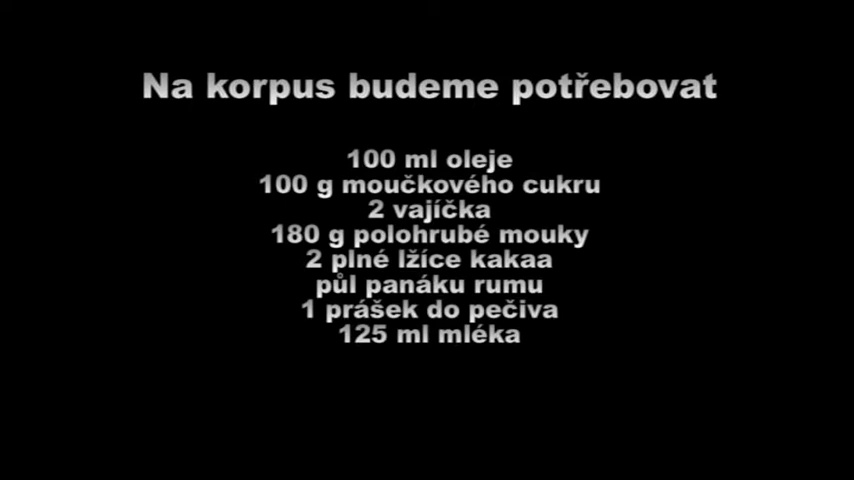 Na korpus budeme potřebovat
100 ml oleje
100 g moučkového cukru
2 vajíčka
180 g polohrubé mouky
2 plné lžíce kakaa
půl panáku rumu
1 prášek do pečiva
125 ml mléka